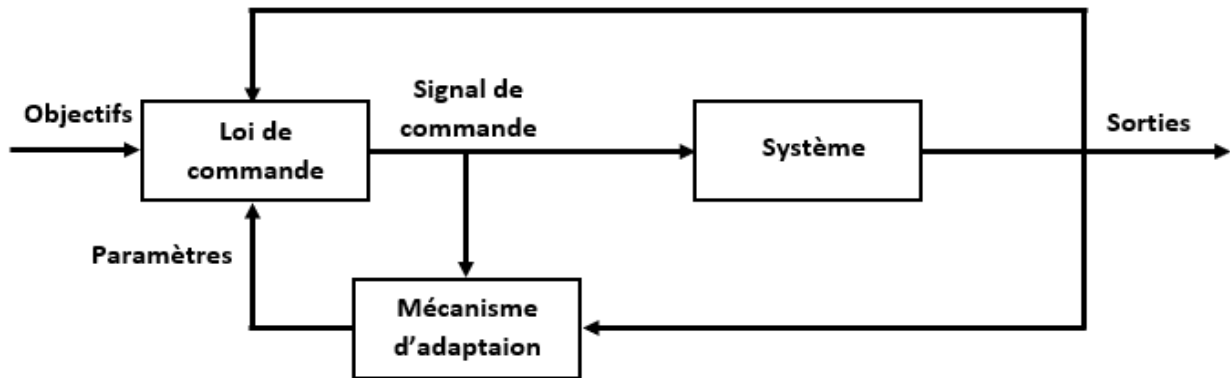 Objectifs
Loi de
commande
Signal de
commande
Système
Sorties
Paramètres
Mécanisme
d'adaptaion